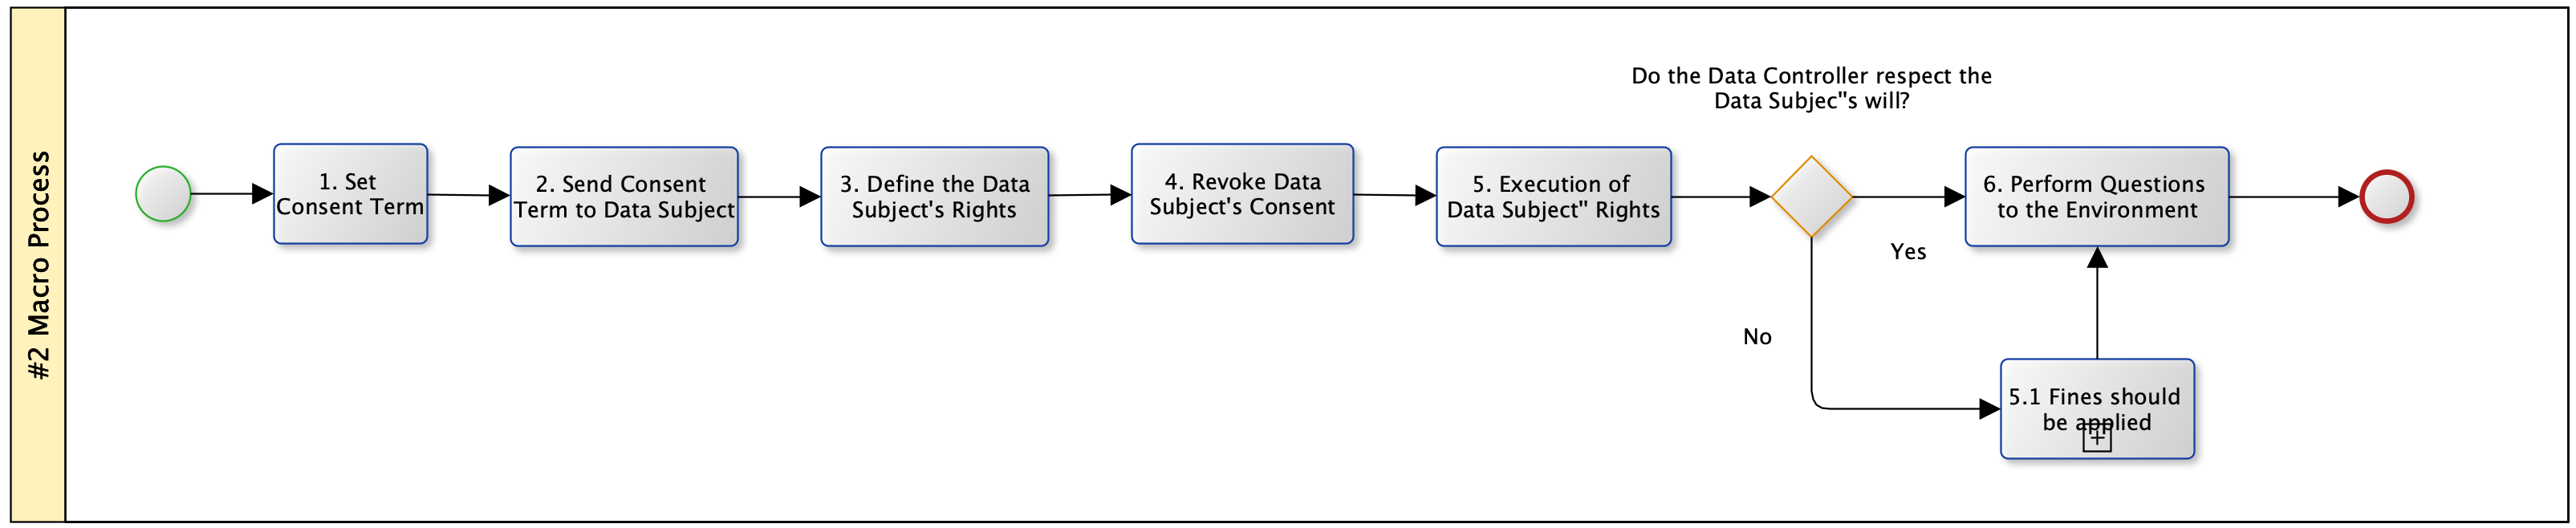 #2 Macro Process
1. Set
Consent Term
2. Send Consent
Term to Data Subject
3. Define the Data
Subject's Rights
4. Revoke Data
Subject's Consent
5. Execution of
Data Subject" Rights
Do the Data Controller respect the
Data Subjec"s will?
Yes
No
6. Perform Questions
to the Environment
5.1 Fines should
be applied